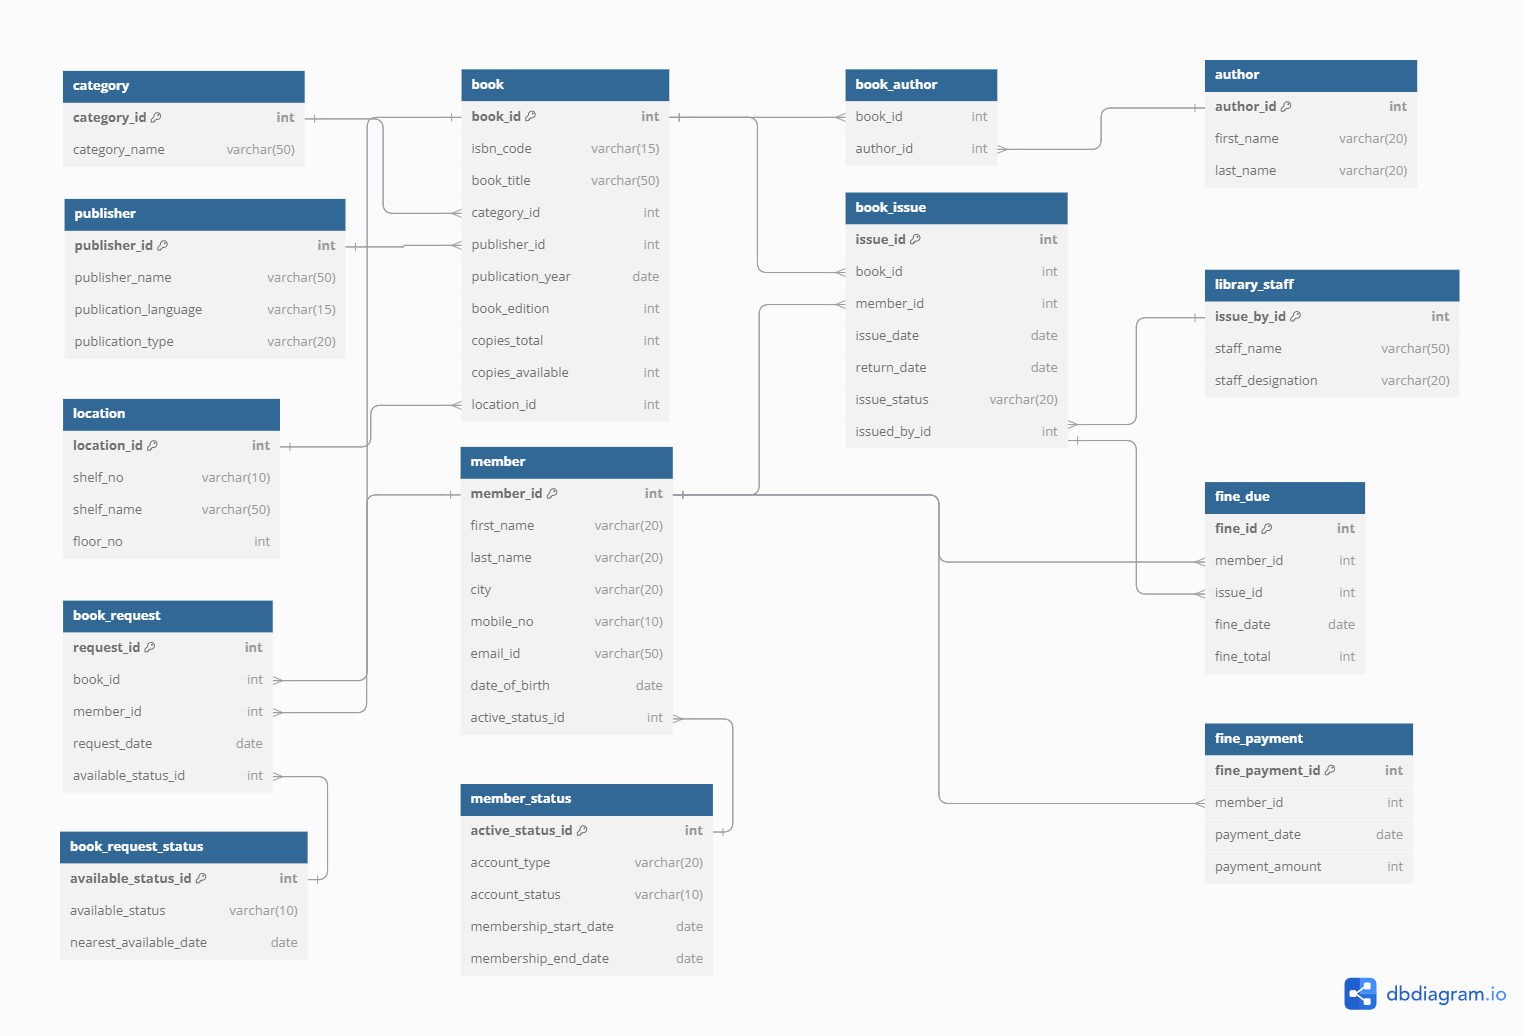 category
category_id int
category_name varchar(50)
publisher
publisher_id int
publisher_name varchar(50)
publication_language varchar(15)
publication_type varchar(20)
location
location_id int
shelf_no varchar(10)
shelf_name varchar(50)
floor_no int
book_request
request_id int
book_id int
member_id int
request_date date
available_status_id int
book_request_status
available_status_id int
available_status varchar(10)
nearest_available_date date
book
book_id int
isbn_code varchar(15)
book_title varchar(50)
category_id int
publisher_id int
publication_year date
book_edition int
copies_total int
copies_available int
location_id int
member
member_id int
first_name varchar(20)
last_name varchar(20)
city varchar(20)
mobile_no varchar(10)
email_id varchar(50)
date_of_birth date
active_status_id int
member_status
active_status_id int
account_type varchar(20)
account_status varchar(10)
membership_start_date date
membership_end_date date
book_author
book_id int
author_id int
book_issue
issue_id int
book_id int
member_id int
issue_date date
return_date date
issue_status varchar(20)
issued_by_id int
author
author_id int
first_name varchar(20)
last_name varchar(20)
library_staff
issue_by_id int
staff_name varchar(50)
staff_designation varchar(20)
fine_due
fine_id int
member_id int
issue_id int
fine_date date
fine_total int
fine_payment
fine_payment_id int
member_id int
payment_date date
payment_amount int
dbdiagram.io